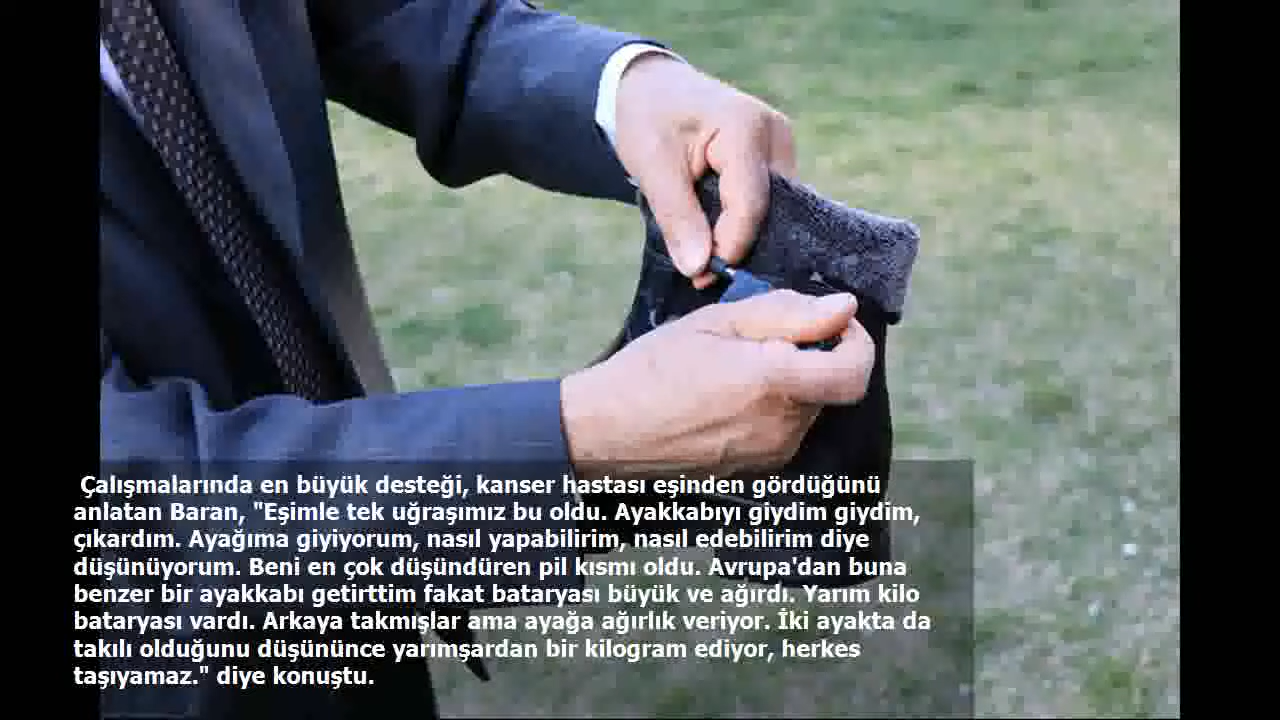 Çalışmalarında en büyük desteği, kanser hastası eşinden gördüğünü
anlatan Baran, "Eşimle tek uğraşımız bu oldu. Ayakkabıyı giydim giydim,
çıkardım. Ayağıma giyiyorum, nasıl yapabilirim, nasıl edebilirim diye
düşünüyorum. Beni en çok düşündüren pil kısmı oldu. Avrupa'dan buna
benzer bir ayakkabı getirttim fakat bataryası büyük ve ağırdı. Yarım kilo
bataryası vardı. Arkaya takmışlar ama ayağa ağırlık veriyor. İki ayakta da
takılı olduğunu düşününce yarımşardan bir kilogram ediyor, herkes
taşıyamaz." diye konuştu.